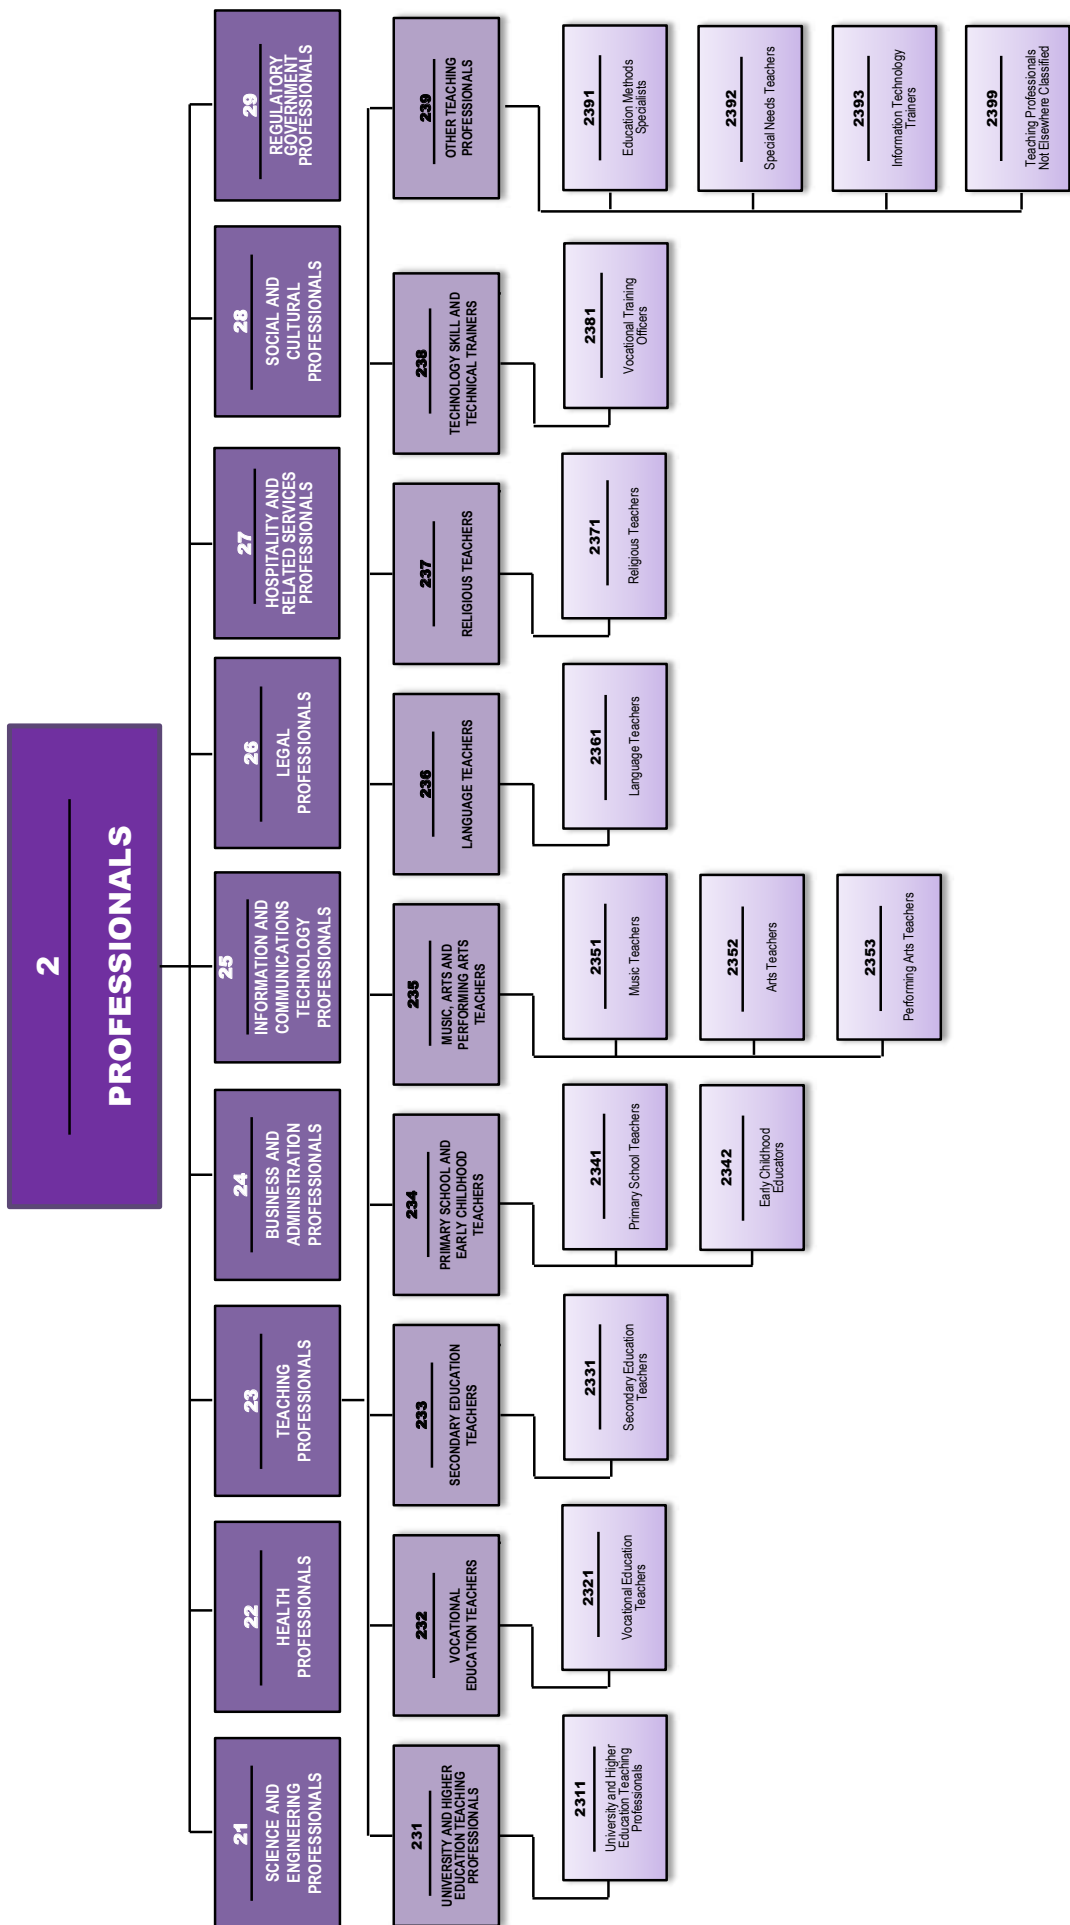 2
PROFESSIONALS
21
SCIENCE AND
ENGINEERING
PROFESSIONALS
22
HEALTH
PROFESSIONALS
23
TEACHING
PROFESSIONALS
24
BUSINESS AND
ADMINISTRATION
PROFESSIONALS
25
INFORMATION AND
COMMUNICATIONS
TECHNOLOGY
PROFESSIONALS
26
LEGAL
PROFESSIONALS
27
HOSPITALITY AND
RELATED SERVICES
PROFESSIONALS
28
SOCIAL AND
CULTURAL
PROFESSIONALS
29
REGULATORY
GOVERNMENT
PROFESSIONALS
231
UNIVERSITY AND HIGHER
EDUCATION TEACHING
PROFESSIONALS
232
VOCATIONAL
EDUCATION TEACHERS
233
SECONDARY EDUCATION
TEACHERS
234
PRIMARY SCHOOL AND
EARLY CHILDHOOD
TEACHERS
235
MUSIC, ARTS AND
PERFORMING ARTS
TEACHERS
236
LANGUAGE TEACHERS
237
RELIGIOUS TEACHERS
238
TECHNOLOGY SKILL AND
TECHNICAL TRAINERS
239
OTHER TEACHING
PROFESSIONALS
2311
University and Higher
Education Teaching
Professionals
2321
Vocational Education
Teachers
2331
Secondary Education
Teachers
2341
Primary School Teachers
2342
Early Childhood
Educators
2351
Music Teachers
2352
Arts Teachers
2353
Performing Arts Teachers
2361
Language Teachers
2371
Religious Teachers
2381
Vocational Training
Officers
2391
Education Methods
Specialists
2392
Special Needs Teachers
2393
Information Technology
Trainers
2399
Teaching Professionals
Not Elsewhere Classified